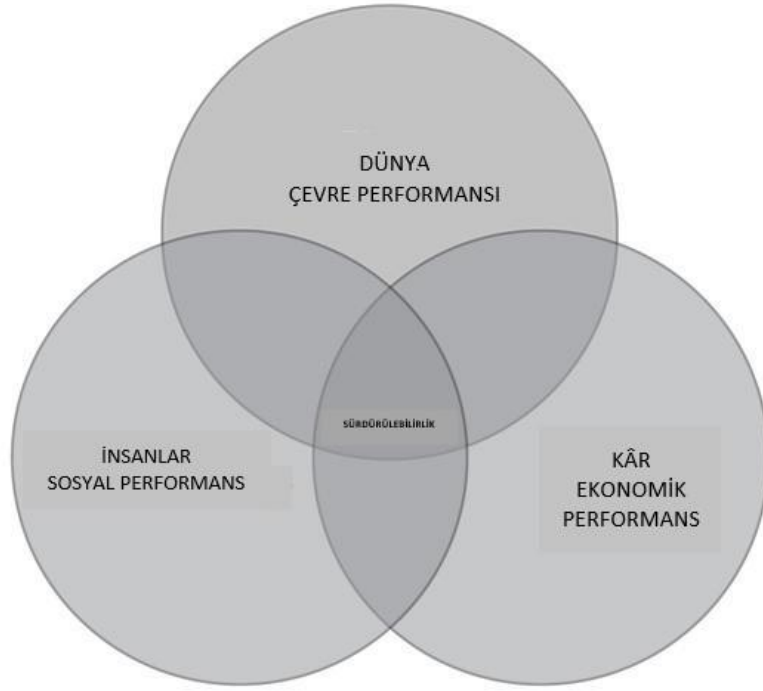 DÜNYA
ÇEVRE PERFORMANSI
SÜRDÜRÜLEBİLİRLİK
İNSANLAR
SOSYAL PERFORMANS
KÂR
EKONOMİK
PERFORMANS